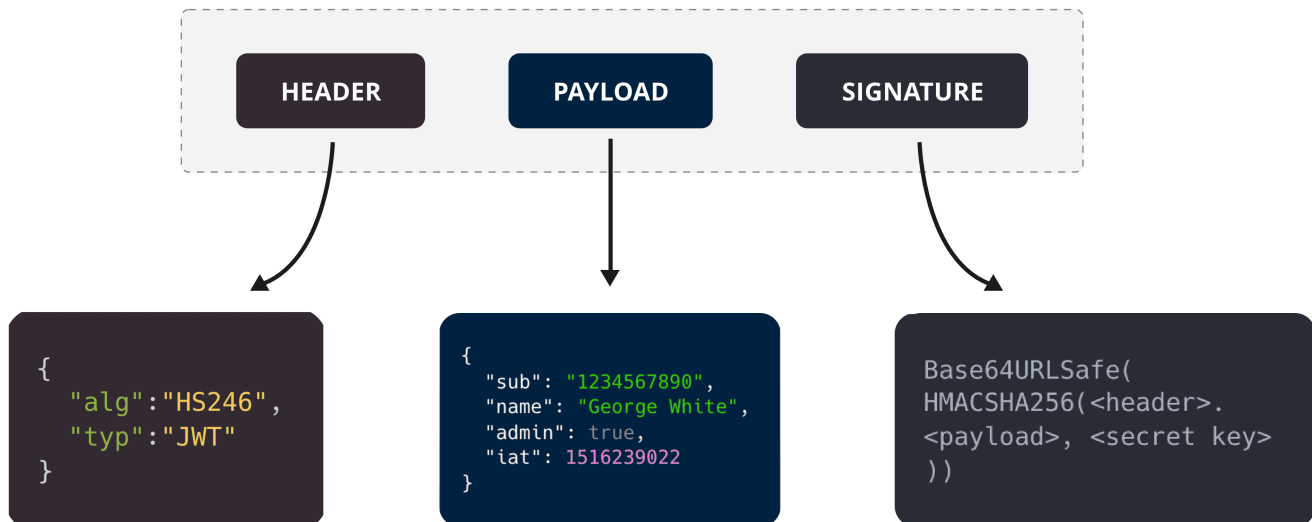 HEADER
PAYLOAD
SIGNATURE
{
"alg":"HS246",
"typ":"JWT"
}
{
"sub": "1234567890",
"name": "George White",
"admin": true,
"iat": 1516239022
}
Base64URLSafe(
HMACSHA256(<header>.
<payload>, <secret key>
))